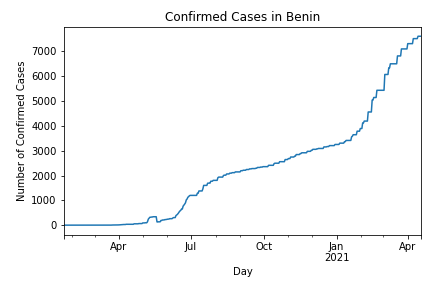 Confirmed Cases in Benin
Number of Confirmed Cases
7000
6000
5000
4000
3000
2000
1000
0
Apr
Jul
Oct
Jan
2021
Apr
Day